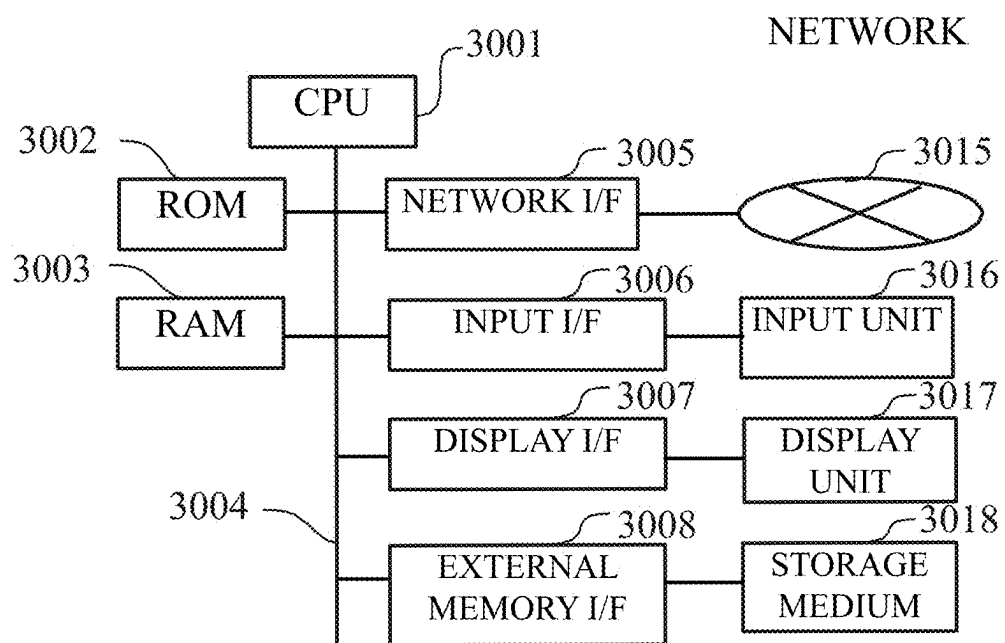 NETWORK
3001
CPU
3002
3005
3015
ROM
NETWORK I/F
3003
3006
3016
RAM
INPUT I/F
INPUT UNIT
3007
3017
DISPLAY I/F
DISPLAY
UNIT
3004
3008
3018
EXTERNAL
MEMORY I/F
STORAGE
MEDIUM